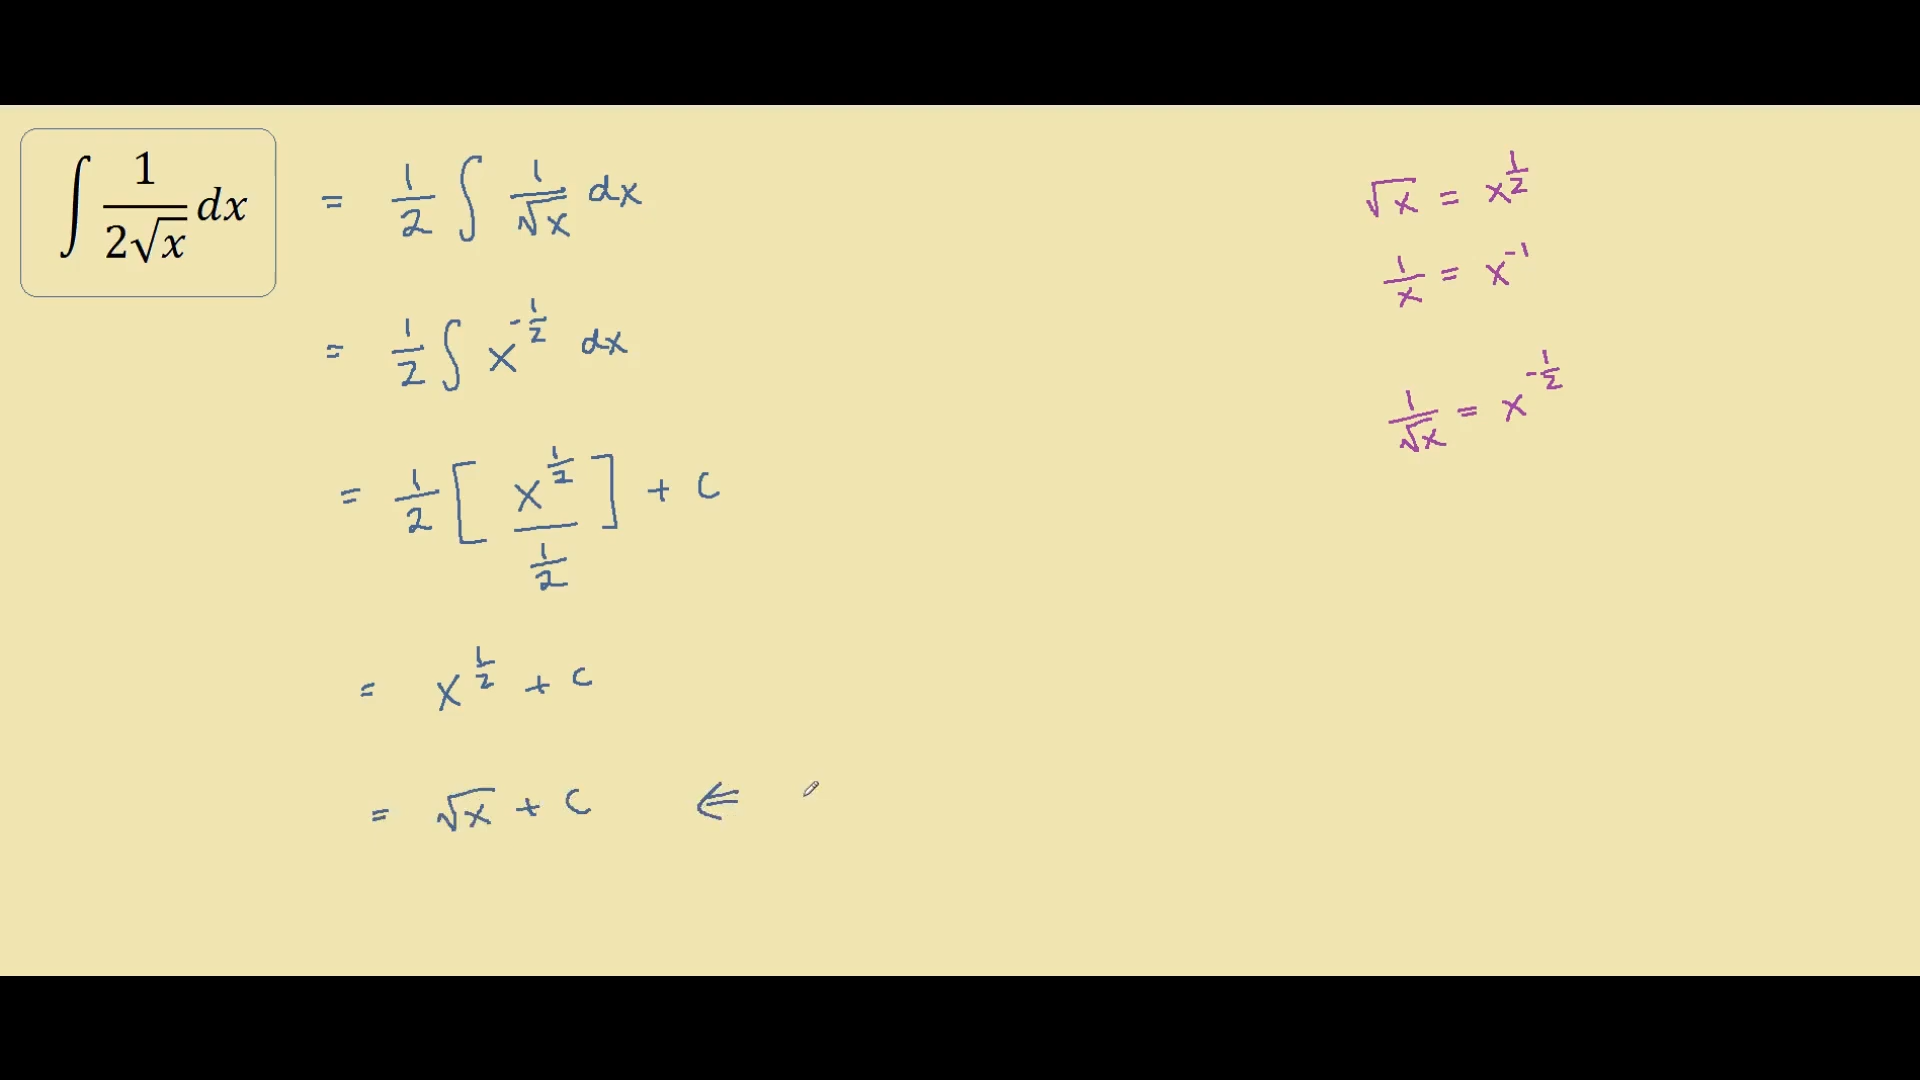 ∫ 1/(2√x) dx = 1/2 ∫ 1/√x dx
= 1/2 ∫ x^(-1/2) dx
= 1/2 [ x^(1/2) / (1/2) ] + c
= x^(1/2) + c
= √x + c ⇐
√x = x^(1/2)
1/x = x^(-1)
1/√x = x^(-1/2)